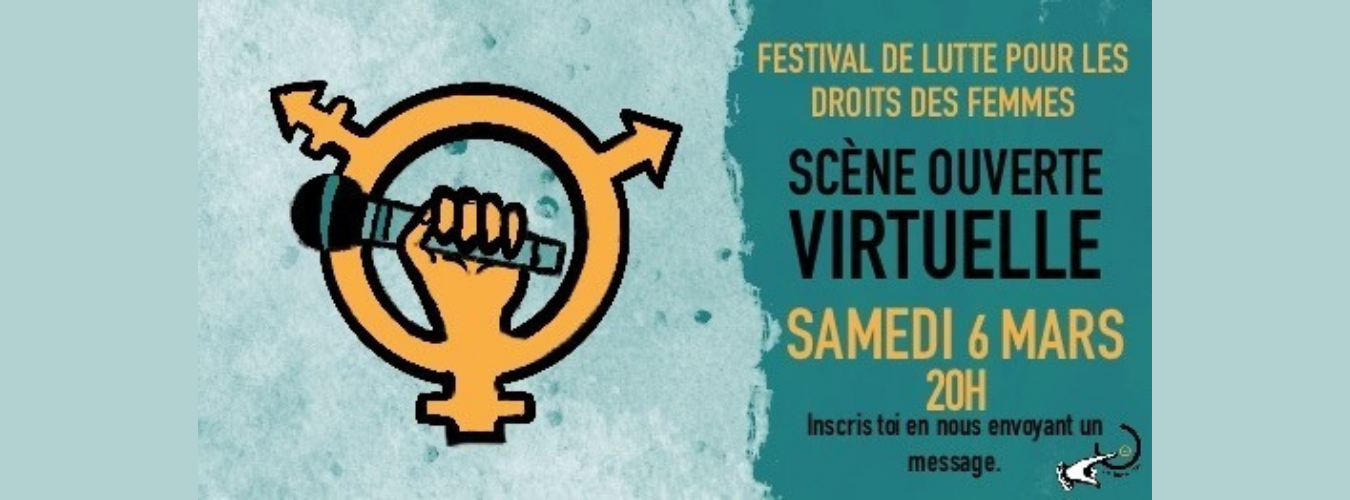 FESTIVAL DE LUTTE POUR LES
DROITS DES FEMMES
SCÈNE OUVERTE
VIRTUELLE
SAMEDI 6 MARS
20H
Inscris toi en nous envoyant un
message.